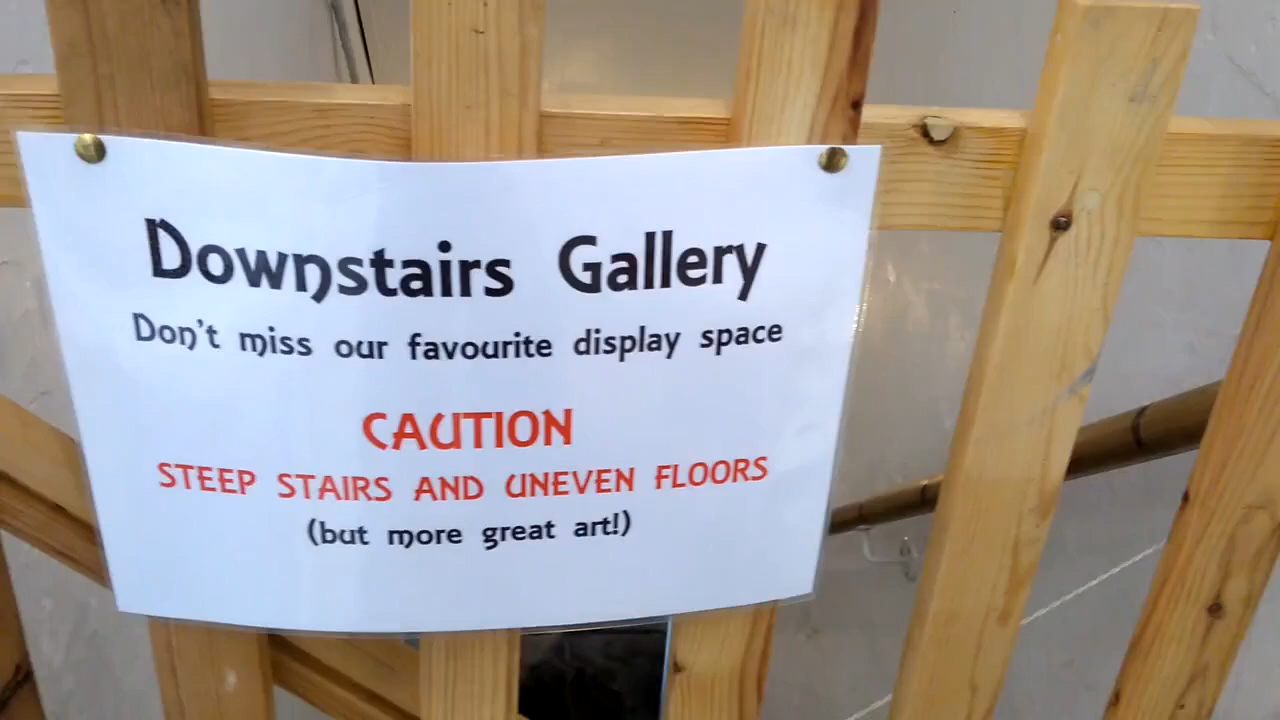 Downstairs Gallery
Don't miss our favourite display space
CAUTION
STEEP STAIRS AND UNEVEN FLOORS
(but more great art!)